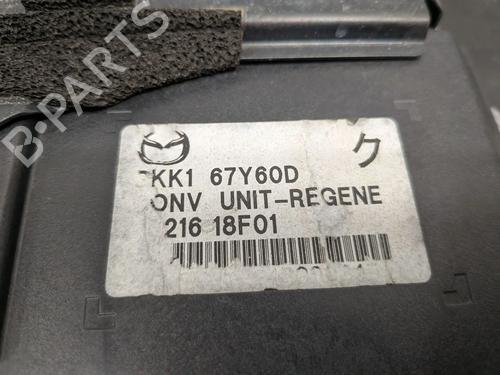 B-PARTS
ク
KK1 67Y60D
ONV UNIT-REGENE
216 18F01